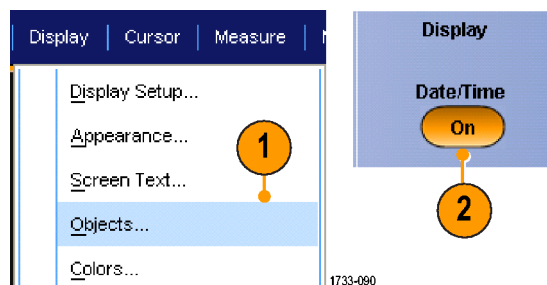 Display | Cursor | Measure |
Display Setup...
Appearance...
1
Screen Text...
Objects...
Colors...
Display
Date/Time
On
2
1733-090